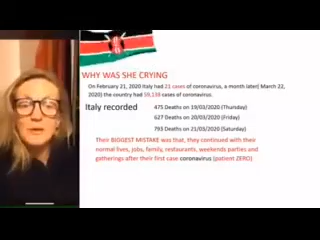 WHY WAS SHE CRYING
On February 21, 2020 Italy had 21 cases of coronavirus, a month later( March 22,
2020) the country had 59,138 cases of coronavirus.
Italy recorded
475 Deaths on 19/03/2020 (Thursday)
627 Deaths on 20/03/2020 (Friday)
793 Deaths on 21/03/2020 (Saturday)
Their BIGGEST MISTAKE was that, they continued with their
normal lives, jobs, family, restaurants, weekends parties and
gatherings after their first case coronavirus (patient ZERO)